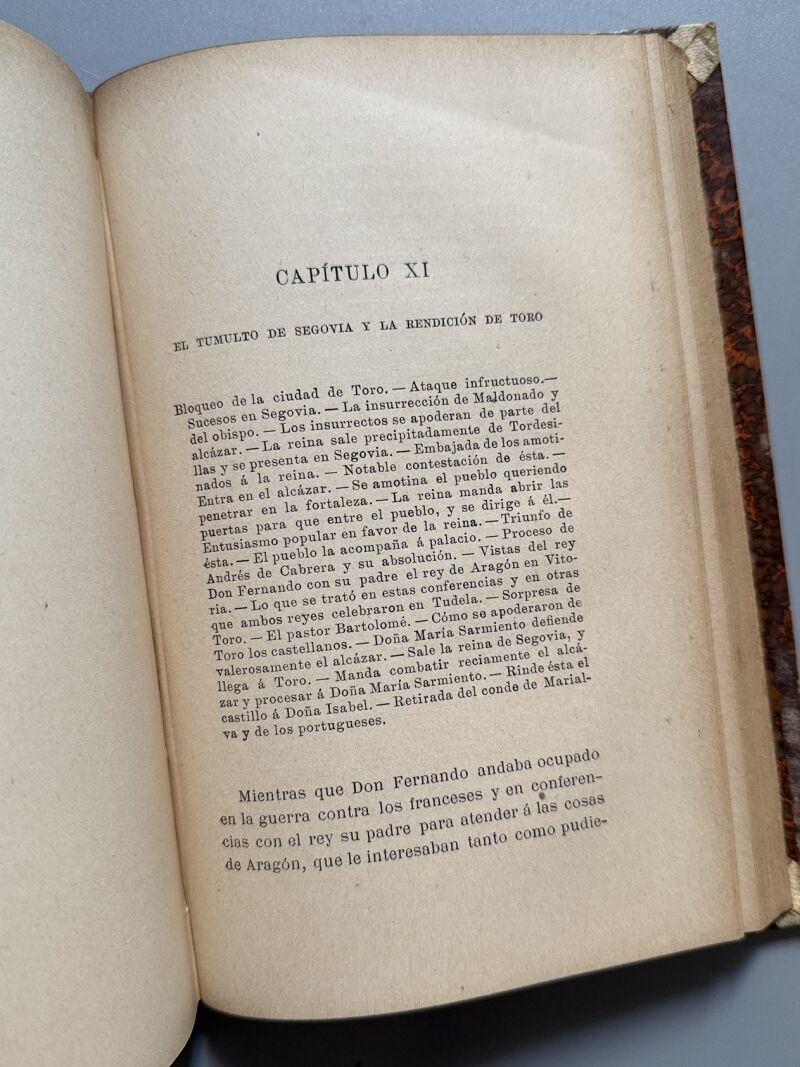 CAPÍTULO XI
EL TUMULTO DE SEGOVIA Y LA RENDICIÓN DE TORO
Bloqueo de la ciudad de Toro. — Ataque infructuoso.—
Sucesos en Segovia. — La insurrección de Maldonado y
del obispo. — Los insurrectos se apoderan de parte del
alcázar. — La reina sale precipitadamente de Tordesi-
llas y se presenta en Segovia. — Embajada de los amoti-
nados á la reina. — Notable contestación de ésta. —
Entra en el alcázar. — Se amotina el pueblo queriendo
penetrar en la fortaleza. — La reina manda abrir las
puertas para que entre el pueblo, y se dirige á él.—
Entusiasmo popular en favor de la reina. — Triunfo de
ésta. — El pueblo la acompaña á palacio. — Proceso de
Andrés de Cabrera y su absolución. — Vistas del rey
Don Fernando con su padre el rey de Aragón en Vito-
ria. — Lo que se trató en estas conferencias y en otras
que ambos reyes celebraron en Tudela. — Sorpresa de
Toro. — El pastor Bartolomé. — Cómo se apoderaron de
Toro los castellanos. — Doña María Sarmiento defiende
valerosamente el alcázar. — Sale la reina de Segovia, y
llega á Toro. — Manda combatir reciamente el alcá-
zar y procesar á Doña María Sarmiento. — Rinde ésta el
castillo á Doña Isabel. — Retirada del conde de Marial-
va y de los portugueses.
Mientras que Don Fernando andaba ocupado
en la guerra contra los franceses y en conferen-
cias con el rey su padre para atender á las cosas
de Aragón, que le interesaban tanto como pudie-